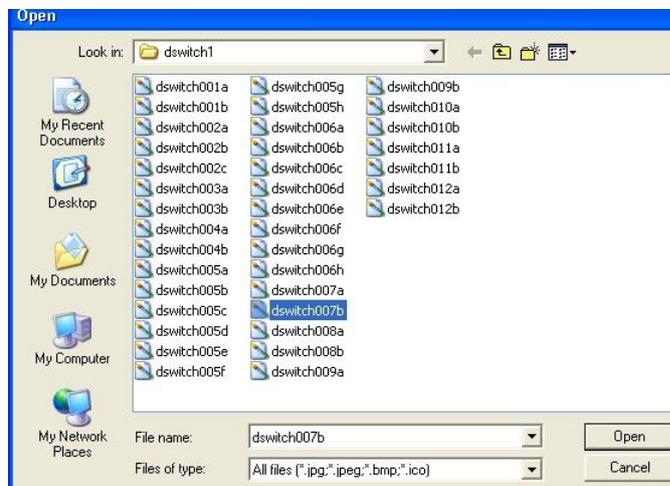 Open
Look in: dswitch1
My Recent
Documents
Desktop
My Documents
My Computer
My Network
Places
dswitch001a dswitch005g dswitch009b
dswitch001b dswitch005h dswitch010a
dswitch002a dswitch006a dswitch010b
dswitch002b dswitch006b dswitch011a
dswitch002c dswitch006c dswitch011b
dswitch003a dswitch006d dswitch012a
dswitch003b dswitch006e dswitch012b
dswitch004a dswitch006f
dswitch004b dswitch006g
dswitch005a dswitch006h
dswitch005b dswitch007a
dswitch005c dswitch007b
dswitch005d dswitch008a
dswitch005e dswitch008b
dswitch005f dswitch009a
File name: dswitch007b Open
Files of type: All files (*.jpg;*.jpeg;*.bmp;*.ico) Cancel